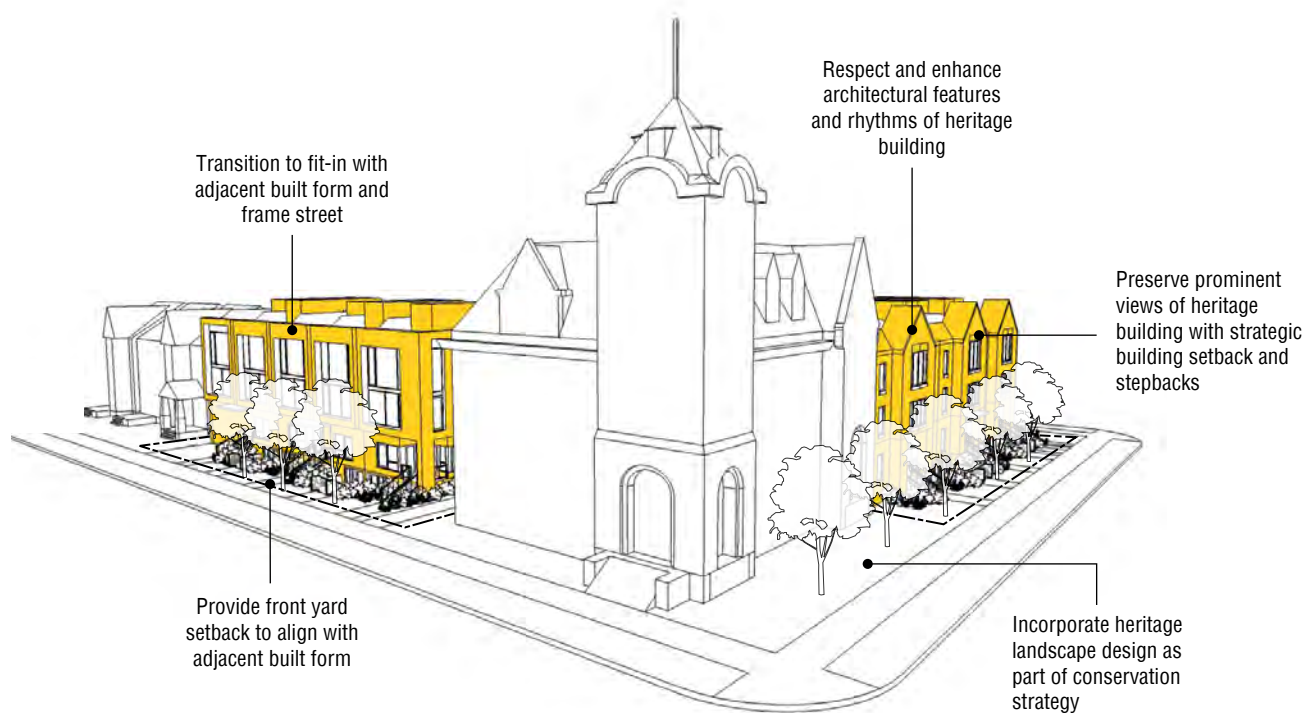 Respect and enhance
architectural features
and rhythms of heritage
building
Transition to fit-in with
adjacent built form and
frame street
Preserve prominent
views of heritage
building with strategic
building setback and
stepbacks
Provide front yard
setback to align with
adjacent built form
Incorporate heritage
landscape design as
part of conservation
strategy